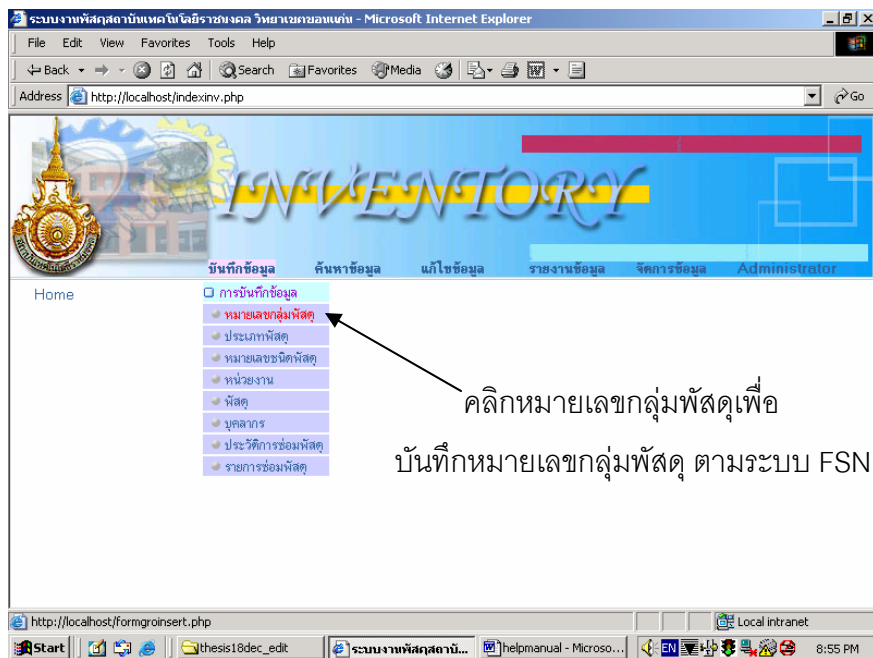 ระบบงานพัสดุสถาบันเทคโนโลยีราชมงคล วิทยาเขตขอนแก่น - Microsoft Internet Explorer
File Edit View Favorites Tools Help
Back Search Favorites Media
Address http://localhost/indexinv.php Go
INVENTORY
บันทึกข้อมูล ค้นหาข้อมูล แก้ไขข้อมูล รายงานข้อมูล จัดการข้อมูล Administrator
Home
การบันทึกข้อมูล
หมายเลขกลุ่มพัสดุ
ประเภทพัสดุ
หมายเลขชนิดพัสดุ
หน่วยงาน
พัสดุ
บุคลากร
ประวัติการซ่อมพัสดุ
รายการซ่อมพัสดุ
คลิกหมายเลขกลุ่มพัสดุเพื่อ
บันทึกหมายเลขกลุ่มพัสดุ ตามระบบ FSN
http://localhost/formgroinsert.php Local intranet
Start thesis18dec_edit ระบบงานพัสดุสถาบั... helpmanual - Microso... EN 8:55 PM